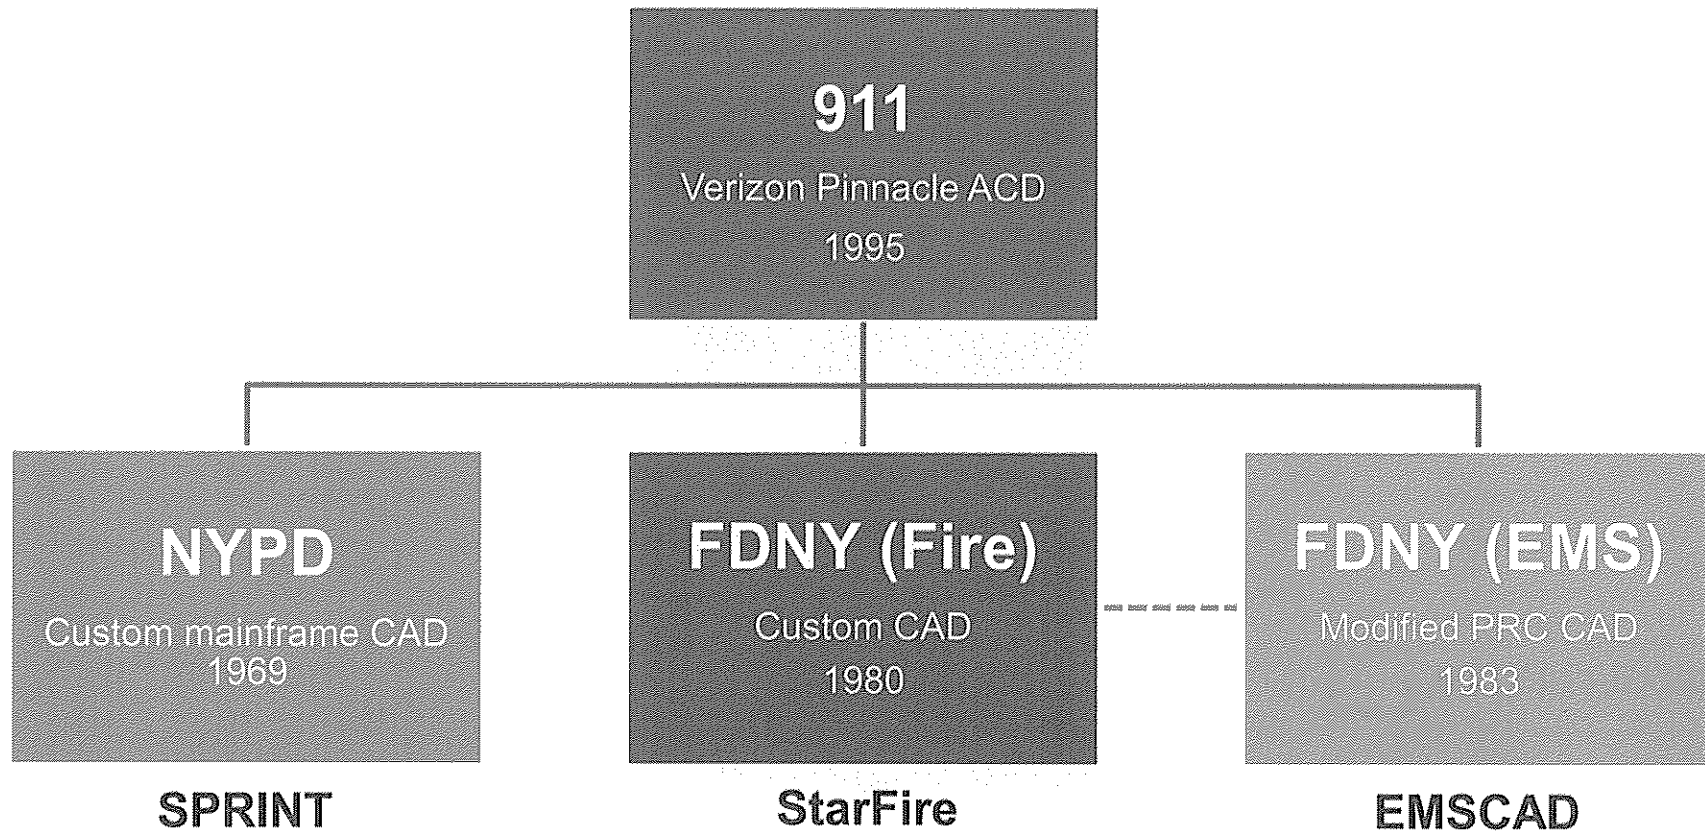 911
Verizon Pinnacle ACD
1995
NYPD
Custom mainframe CAD
1969
SPRINT
FDNY (Fire)
Custom CAD
1980
StarFire
FDNY (EMS)
Modified PRC CAD
1983
EMSCAD